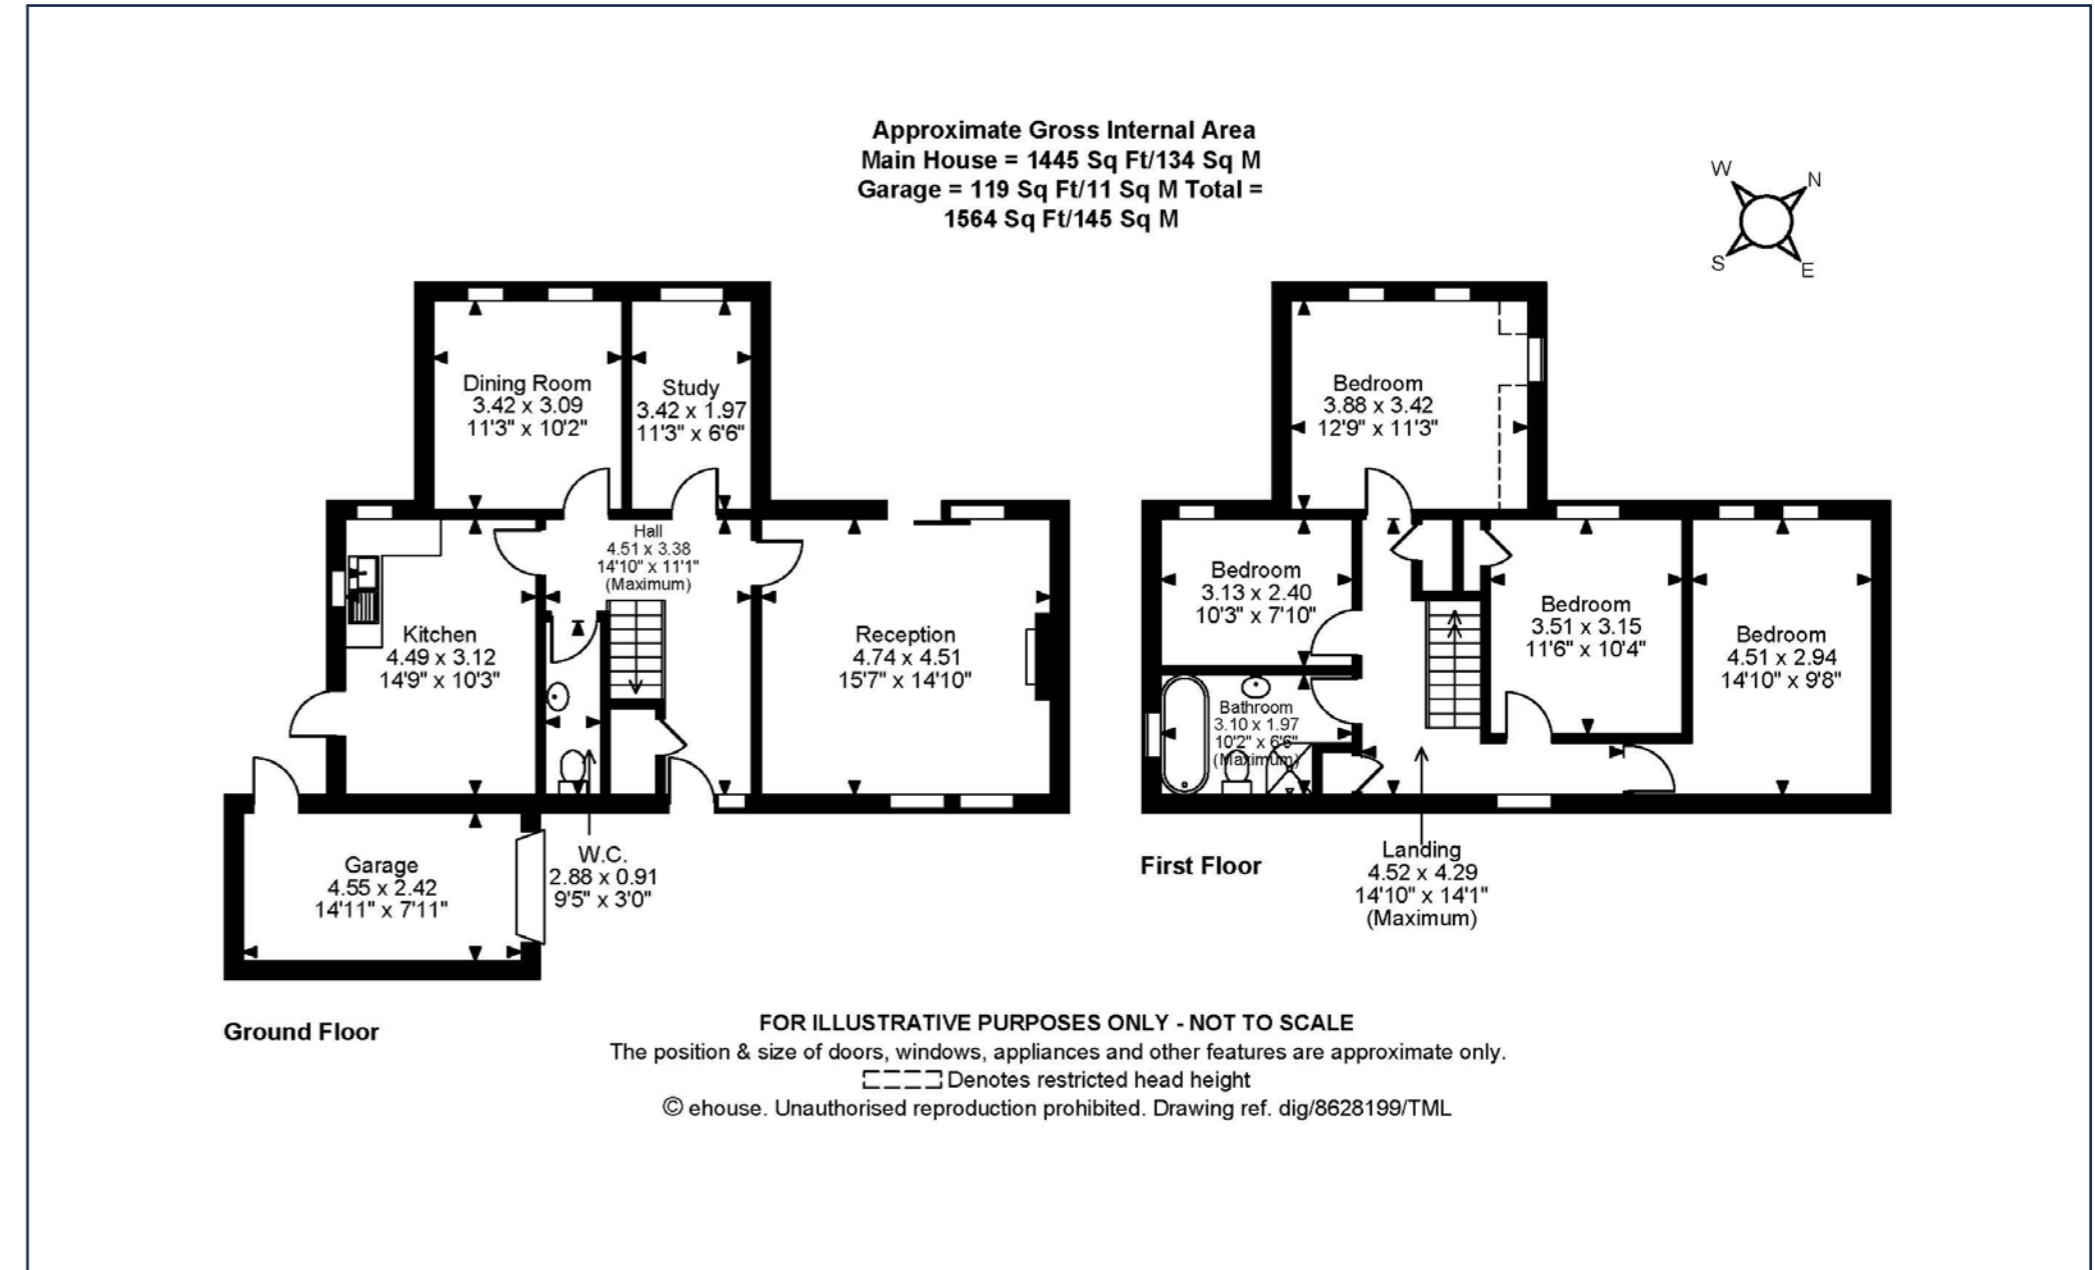 Approximate Gross Internal Area
Main House = 1445 Sq Ft/134 Sq M
Garage = 119 Sq Ft/11 Sq M Total =
1564 Sq Ft/145 Sq M
W
N
S
E
Dining Room
3.42 x 3.09
11'3" x 10'2"
Study
3.42 x 1.97
11'3" x 6'6"
Hall
4.51 x 3.38
14'10" x 11'1"
(Maximum)
Kitchen
4.49 x 3.12
14'9" x 10'3"
Reception
4.74 x 4.51
15'7" x 14'10"
Garage
4.55 x 2.42
14'11" x 7'11"
W.C.
2.88 x 0.91
9'5" x 3'0"
Ground Floor
Bedroom
3.88 x 3.42
12'9" x 11'3"
Bedroom
3.13 x 2.40
10'3" x 7'10"
Bedroom
3.51 x 3.15
11'6" x 10'4"
Bedroom
4.51 x 2.94
14'10" x 9'8"
Bathroom
3.10 x 1.97
10'2" x 6'6"
(Maximum)
Landing
4.52 x 4.29
14'10" x 14'1"
(Maximum)
First Floor
FOR ILLUSTRATIVE PURPOSES ONLY - NOT TO SCALE
The position & size of doors, windows, appliances and other features are approximate only.
Denotes restricted head height
© ehouse. Unauthorised reproduction prohibited. Drawing ref. dig/8628199/TML